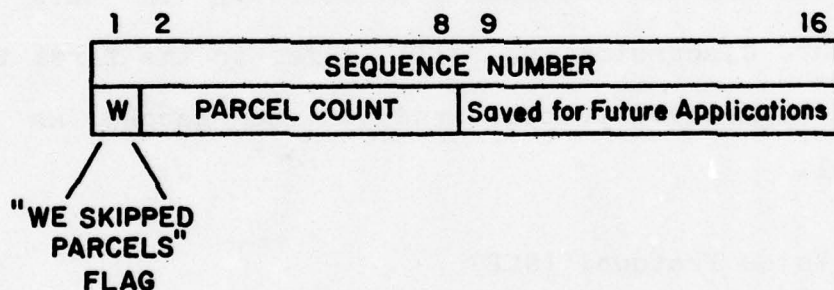 1 2 8 9 16
SEQUENCE NUMBER
W PARCEL COUNT Saved for Future Applications
"WE SKIPPED
PARCELS"
FLAG